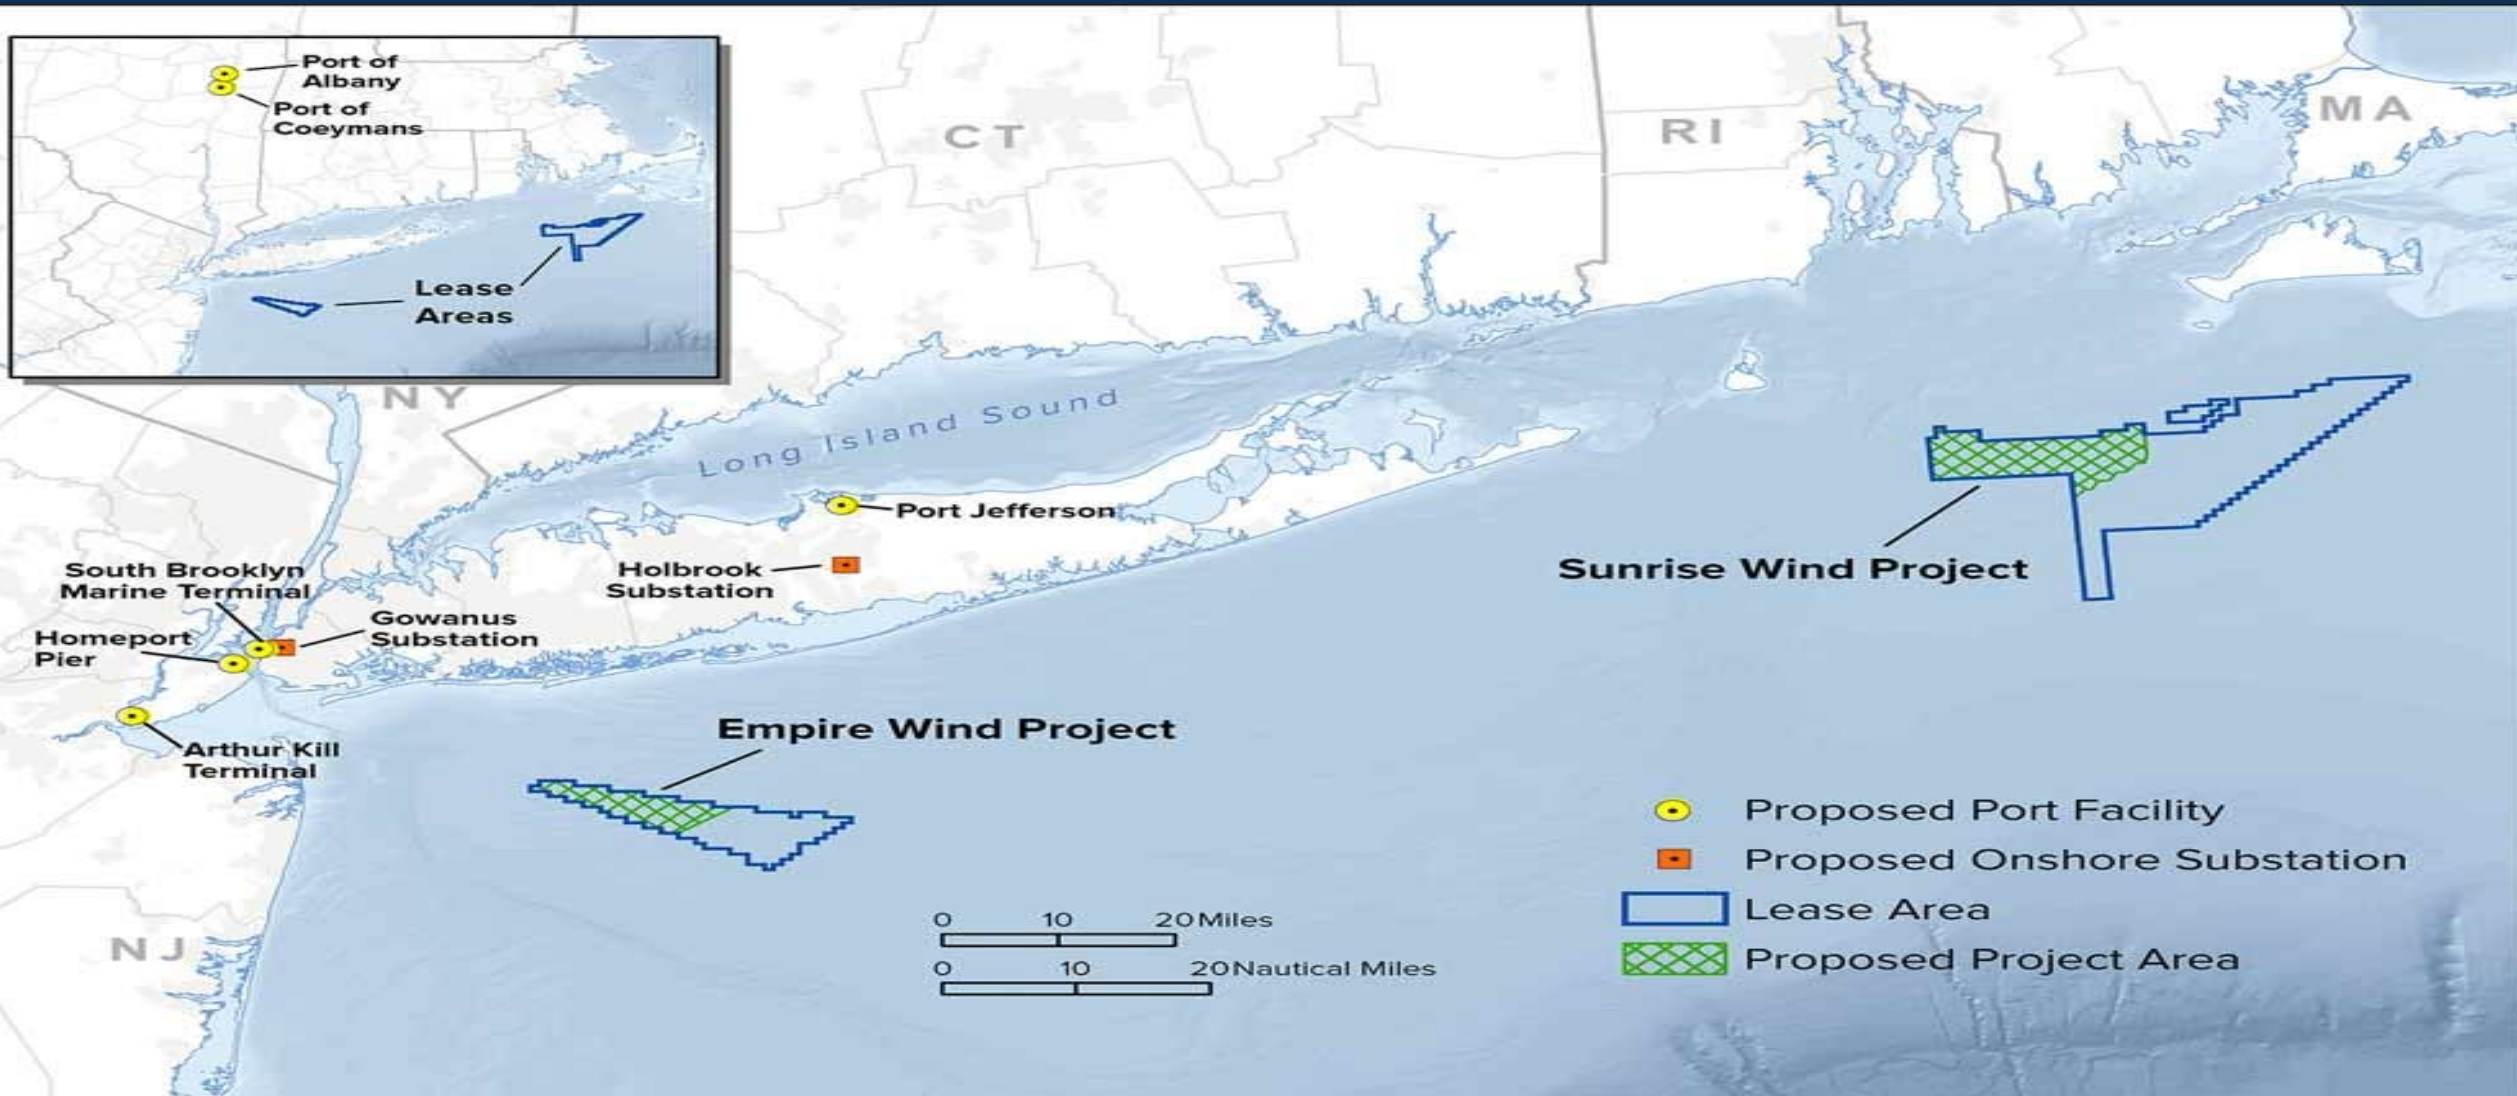 Port of
Albany
Port of
Coeymans
Lease
Areas
CT
RI
MA
NY
Long Island Sound
Port Jefferson
Holbrook
Substation
South Brooklyn
Marine Terminal
Gowanus
Substation
Homeport
Pier
Arthur Kill
Terminal
Sunrise Wind Project
Empire Wind Project
NJ
0 10 20 Miles
0 10 20 Nautical Miles
Proposed Port Facility
Proposed Onshore Substation
Lease Area
Proposed Project Area